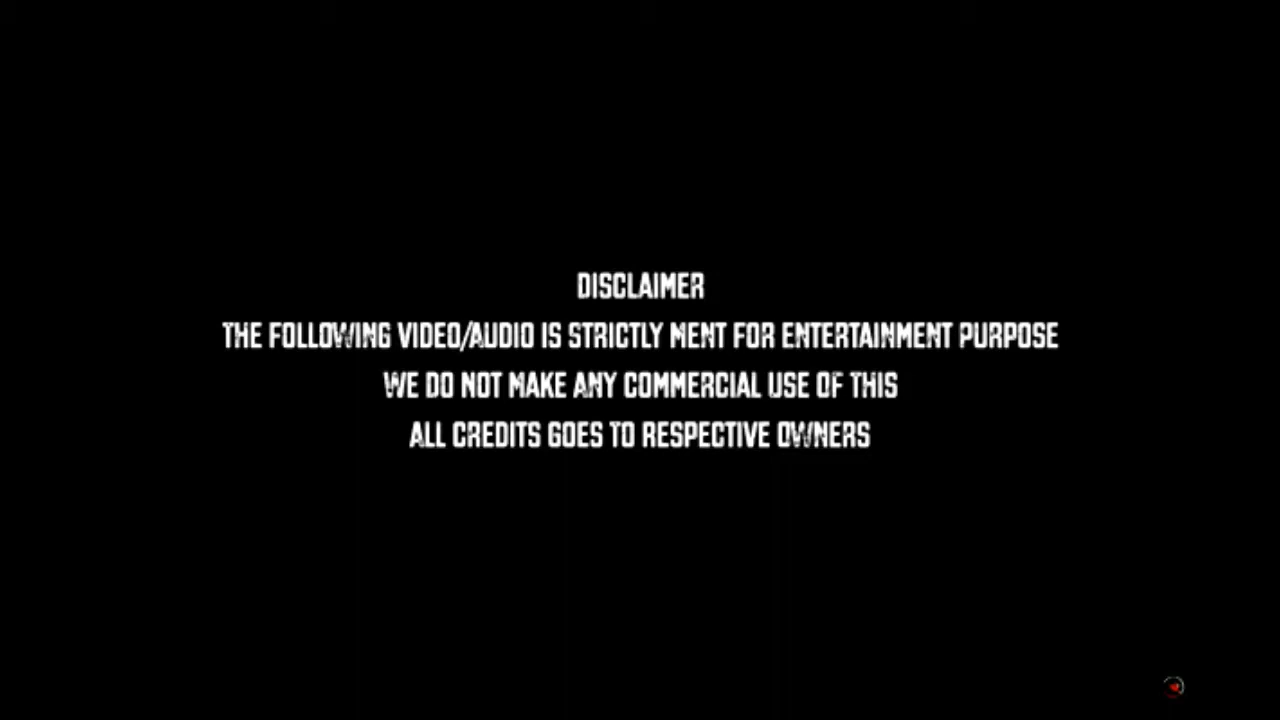 DISCLAIMER
THE FOLLOWING VIDEO/AUDIO IS STRICTLY MENT FOR ENTERTAINMENT PURPOSE
WE DO NOT MAKE ANY COMMERCIAL USE OF THIS
ALL CREDITS GOES TO RESPECTIVE OWNERS